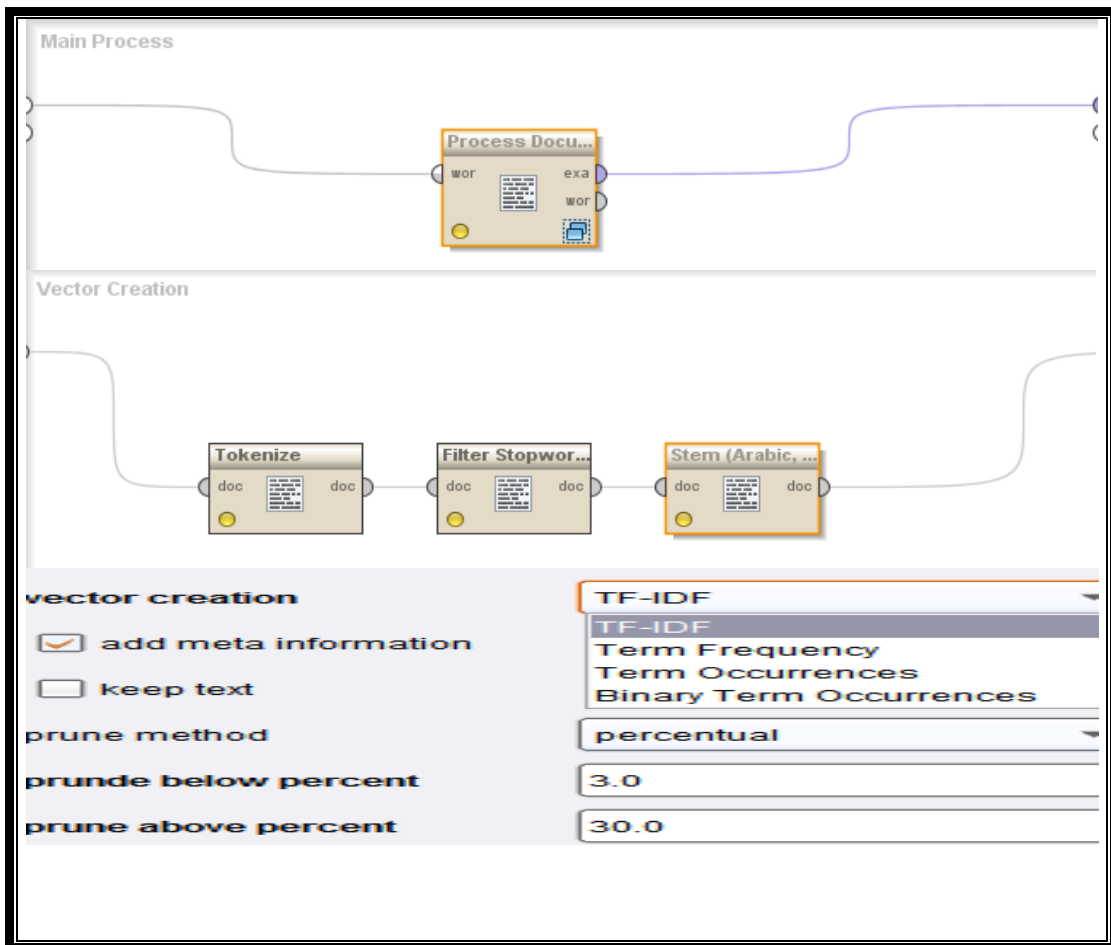 Main Process
Process Docu...
wor exa
wor
Vector Creation
Tokenize Filter Stopwor... Stem (Arabic, ...
doc doc doc doc doc doc
vector creation TF-IDF
TF-IDF
add meta information Term Frequency
Term Occurrences
keep text Binary Term Occurrences
prune method percentual
prunde below percent 3.0
prune above percent 30.0